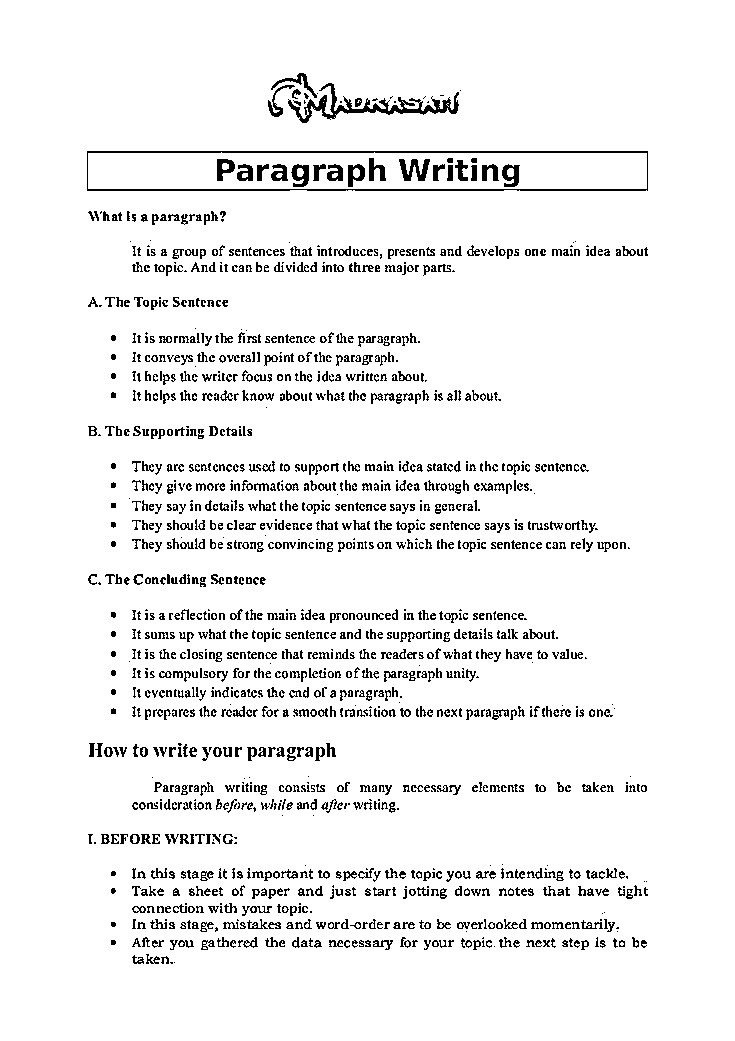 MADRASATI
Paragraph Writing
What is a paragraph?
It is a group of sentences that introduces, presents and develops one main idea about
the topic. And it can be divided into three major parts.
A. The Topic Sentence
• It is normally the first sentence of the paragraph.
• It conveys the overall point of the paragraph.
• It helps the writer focus on the idea written about.
• It helps the reader know about what the paragraph is all about.
B. The Supporting Details
• They are sentences used to support the main idea stated in the topic sentence.
• They give more information about the main idea through examples.
• They say in details what the topic sentence says in general.
• They should be clear evidence that what the topic sentence says is trustworthy.
• They should be strong convincing points on which the topic sentence can rely upon.
C. The Concluding Sentence
• It is a reflection of the main idea pronounced in the topic sentence.
• It sums up what the topic sentence and the supporting details talk about.
• It is the closing sentence that reminds the readers of what they have to value.
• It is compulsory for the completion of the paragraph unity.
• It eventually indicates the end of a paragraph.
• It prepares the reader for a smooth transition to the next paragraph if there is one.
How to write your paragraph
Paragraph writing consists of many necessary elements to be taken into
consideration before, while and after writing.
I. BEFORE WRITING:
• In this stage it is important to specify the topic you are intending to tackle.
• Take a sheet of paper and just start jotting down notes that have tight
connection with your topic.
• In this stage, mistakes and word-order are to be overlooked momentarily.
• After you gathered the data necessary for your topic the next step is to be
taken.